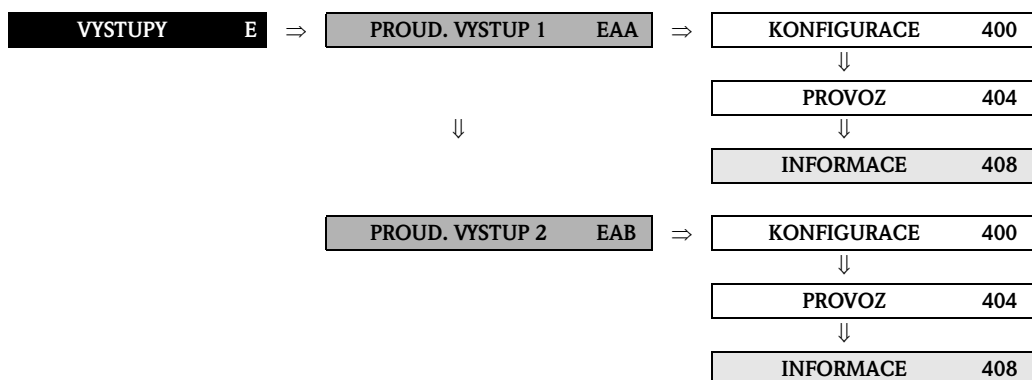 VYSTUPY E ⇒ PROUD. VYSTUP 1 EAA ⇒ KONFIGURACE 400
⇓
PROVOZ 404
⇓ ⇓
INFORMACE 408
PROUD. VYSTUP 2 EAB ⇒ KONFIGURACE 400
⇓
PROVOZ 404
⇓
INFORMACE 408